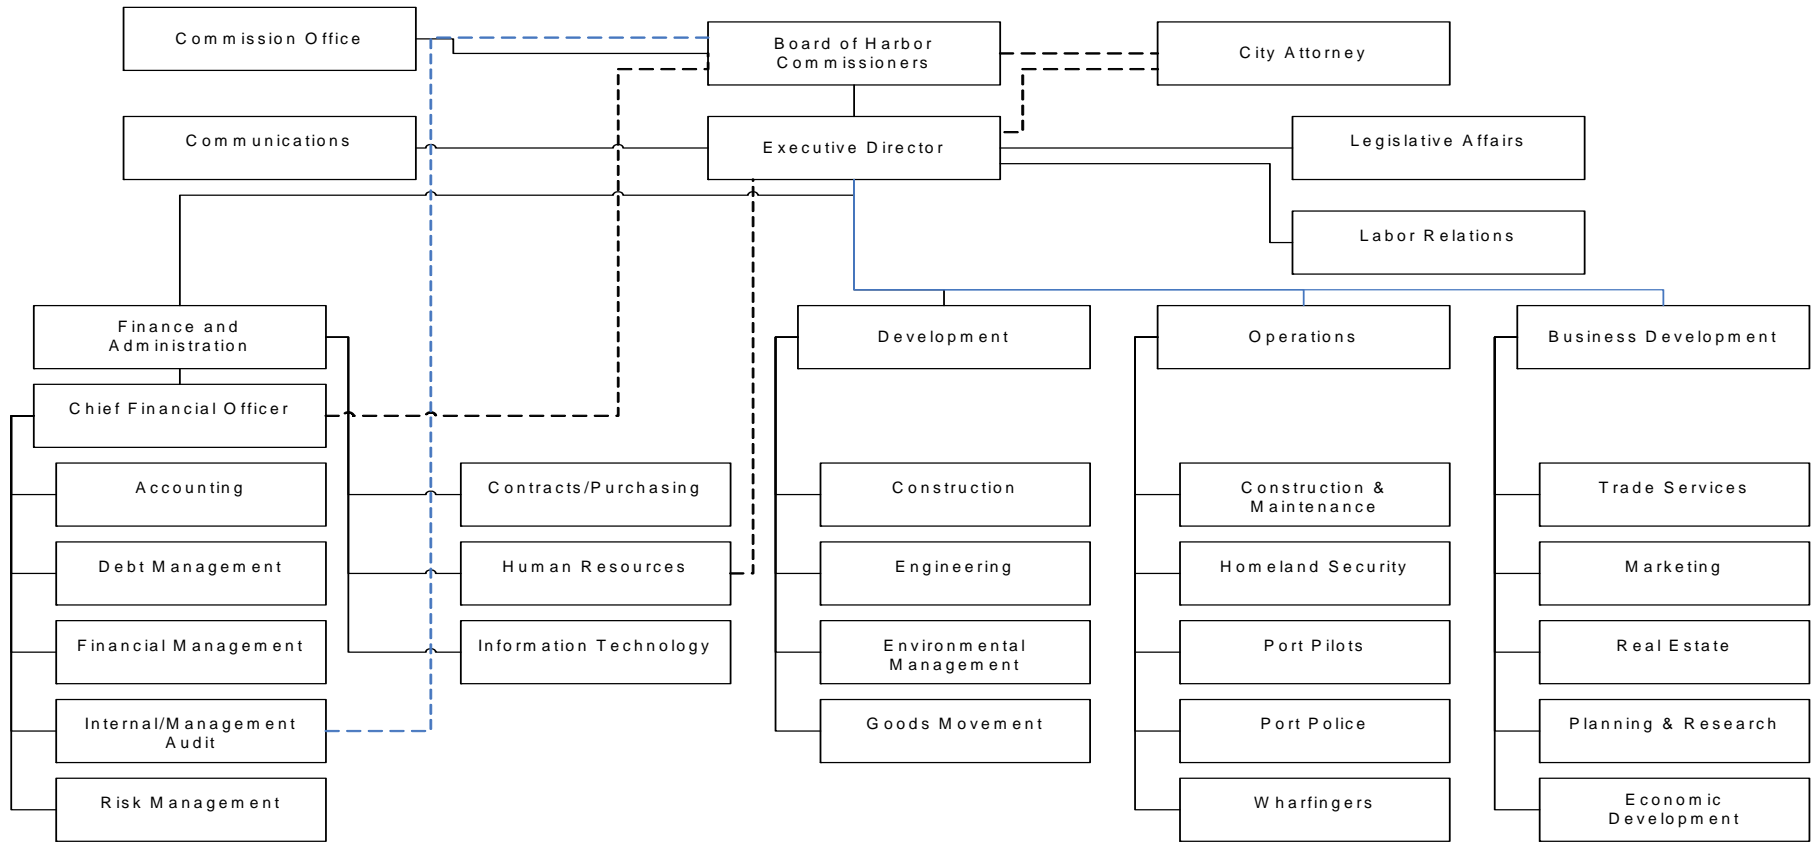 Commission Office
Board of Harbor
Commissioners
City Attorney
Communications
Executive Director
Legislative Affairs
Labor Relations
Finance and
Administration
Development
Operations
Business Development
Chief Financial Officer
Accounting
Contracts/Purchasing
Construction
Construction &
Maintenance
Trade Services
Debt Management
Human Resources
Engineering
Homeland Security
Marketing
Financial Management
Information Technology
Environmental
Management
Port Pilots
Real Estate
Internal/Management
Audit
Goods Movement
Port Police
Planning & Research
Risk Management
Wharfingers
Economic
Development